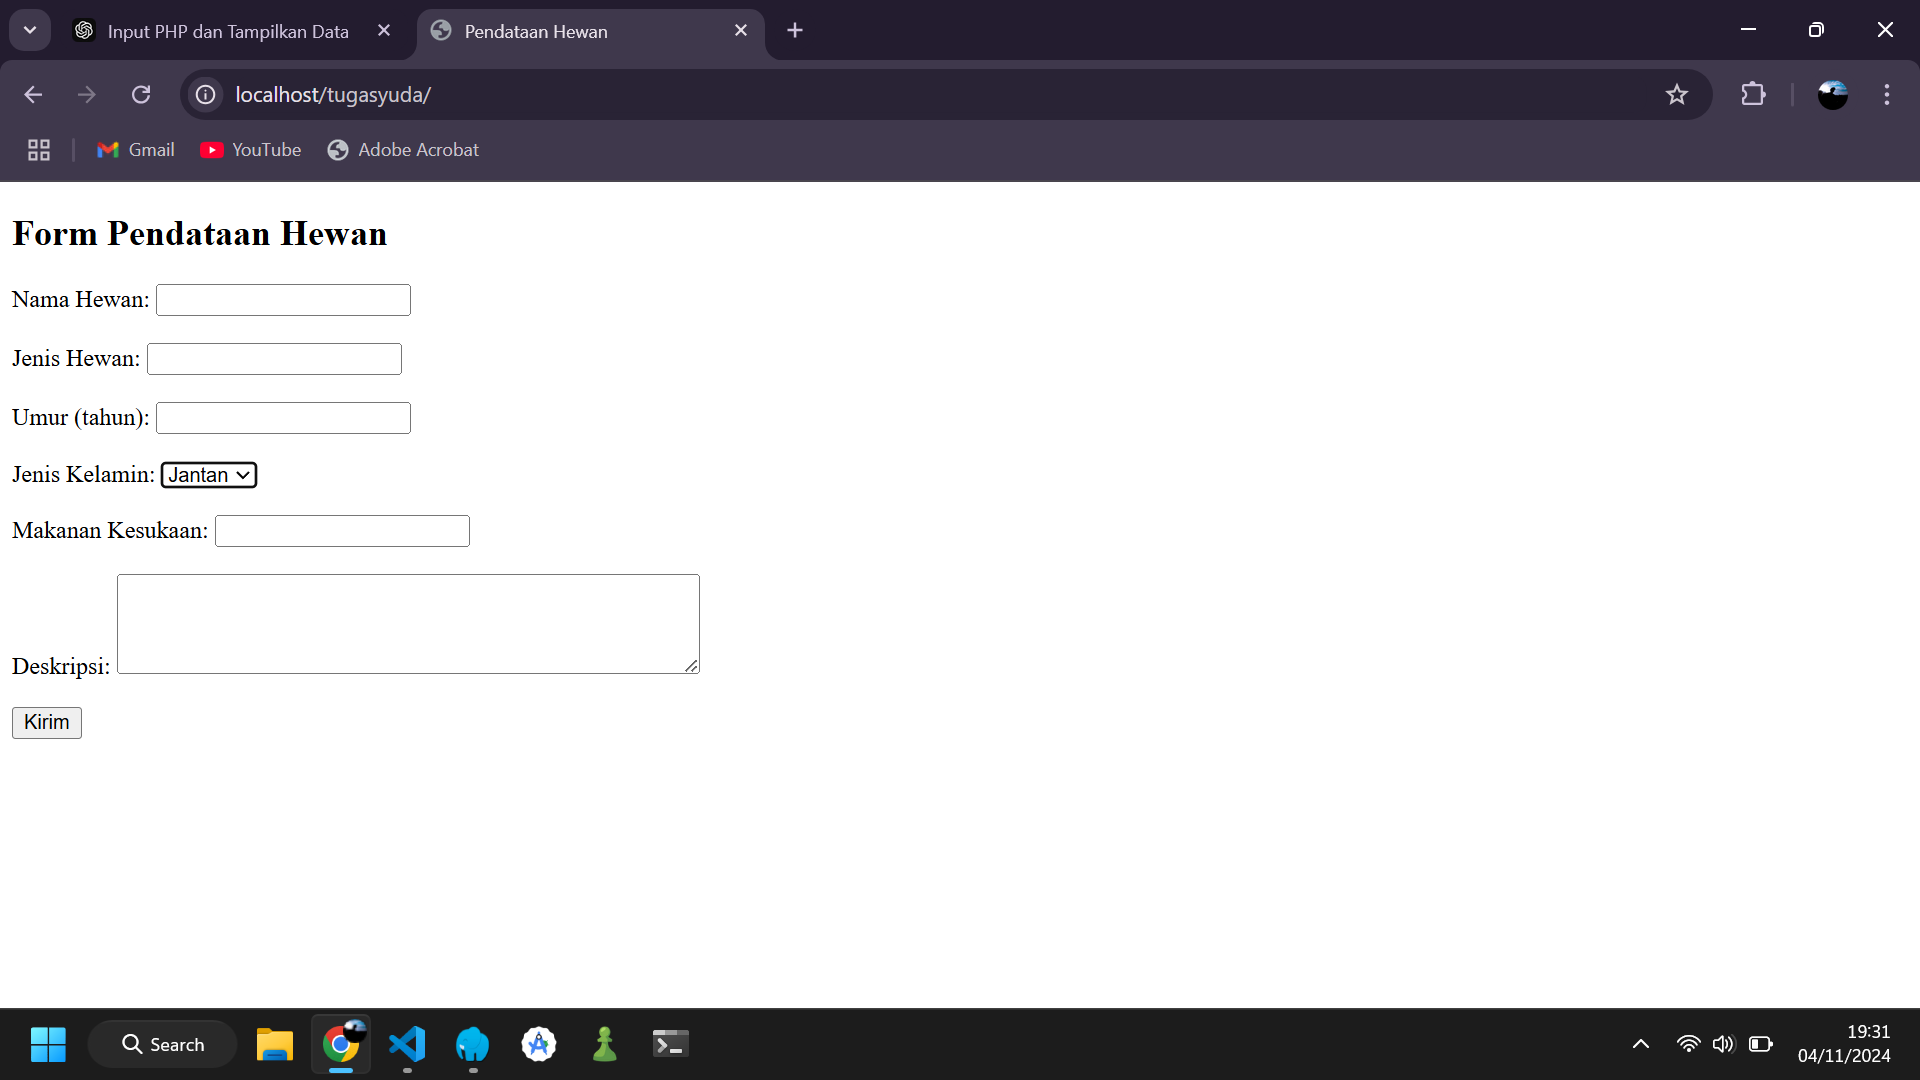 Input PHP dan Tampilkan Data
Pendataan Hewan
localhost/tugasyuda/
Gmail
YouTube
Adobe Acrobat
Form Pendataan Hewan
Nama Hewan:
Jenis Hewan:
Umur (tahun):
Jenis Kelamin: Jantan
Makanan Kesukaan:
Deskripsi:
Kirim
Search
19:31
04/11/2024